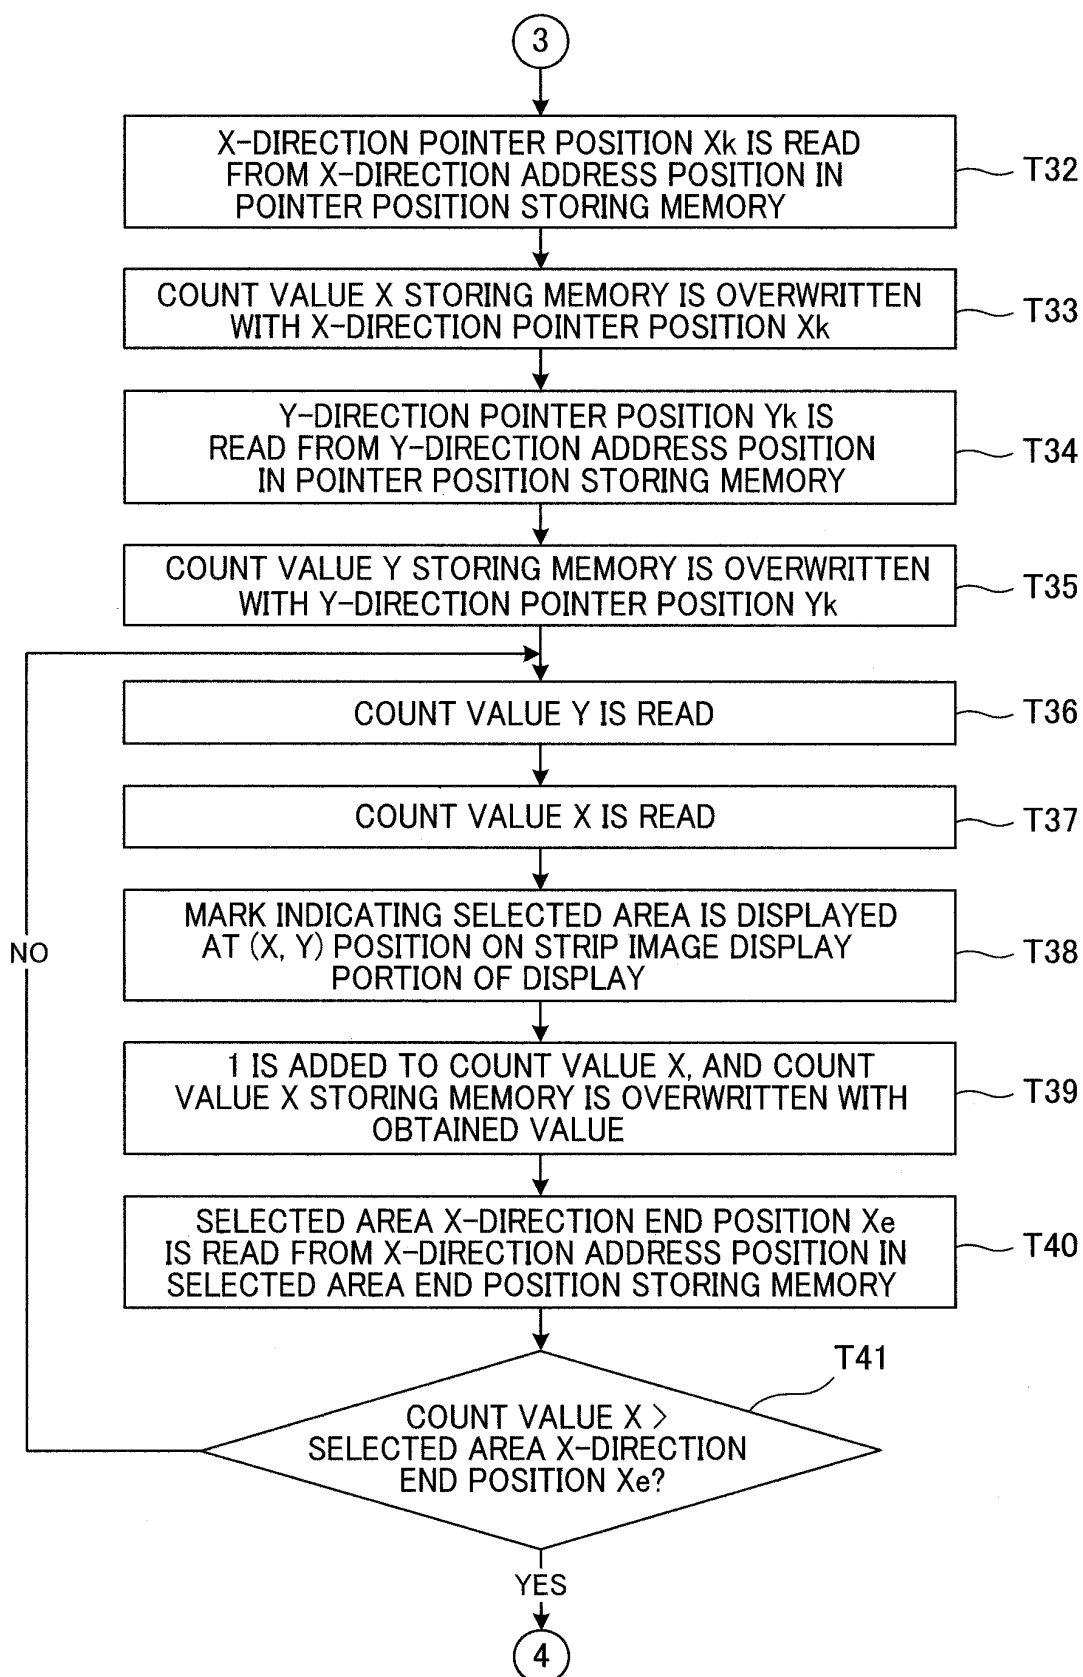 3
X-DIRECTION POINTER POSITION Xk IS READ
FROM X-DIRECTION ADDRESS POSITION IN
POINTER POSITION STORING MEMORY
T32
COUNT VALUE X STORING MEMORY IS OVERWRITTEN
WITH X-DIRECTION POINTER POSITION Xk
T33
Y-DIRECTION POINTER POSITION Yk IS
READ FROM Y-DIRECTION ADDRESS POSITION
IN POINTER POSITION STORING MEMORY
T34
COUNT VALUE Y STORING MEMORY IS OVERWRITTEN
WITH Y-DIRECTION POINTER POSITION Yk
T35
COUNT VALUE Y IS READ
T36
COUNT VALUE X IS READ
T37
MARK INDICATING SELECTED AREA IS DISPLAYED
AT (X, Y) POSITION ON STRIP IMAGE DISPLAY
PORTION OF DISPLAY
T38
NO
1 IS ADDED TO COUNT VALUE X, AND COUNT
VALUE X STORING MEMORY IS OVERWRITTEN WITH
OBTAINED VALUE
T39
SELECTED AREA X-DIRECTION END POSITION Xe
IS READ FROM X-DIRECTION ADDRESS POSITION IN
SELECTED AREA END POSITION STORING MEMORY
T40
T41
COUNT VALUE X >
SELECTED AREA X-DIRECTION
END POSITION Xe?
YES
4